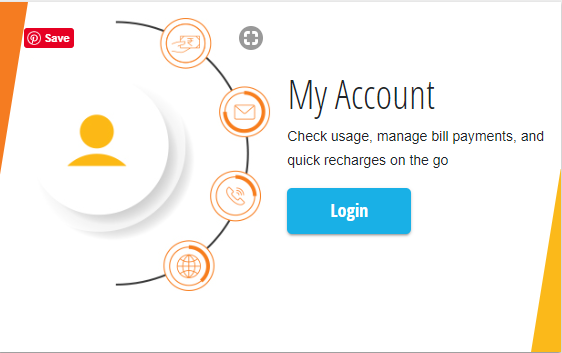 Save
My Account
Check usage, manage bill payments, and
quick recharges on the go
Login